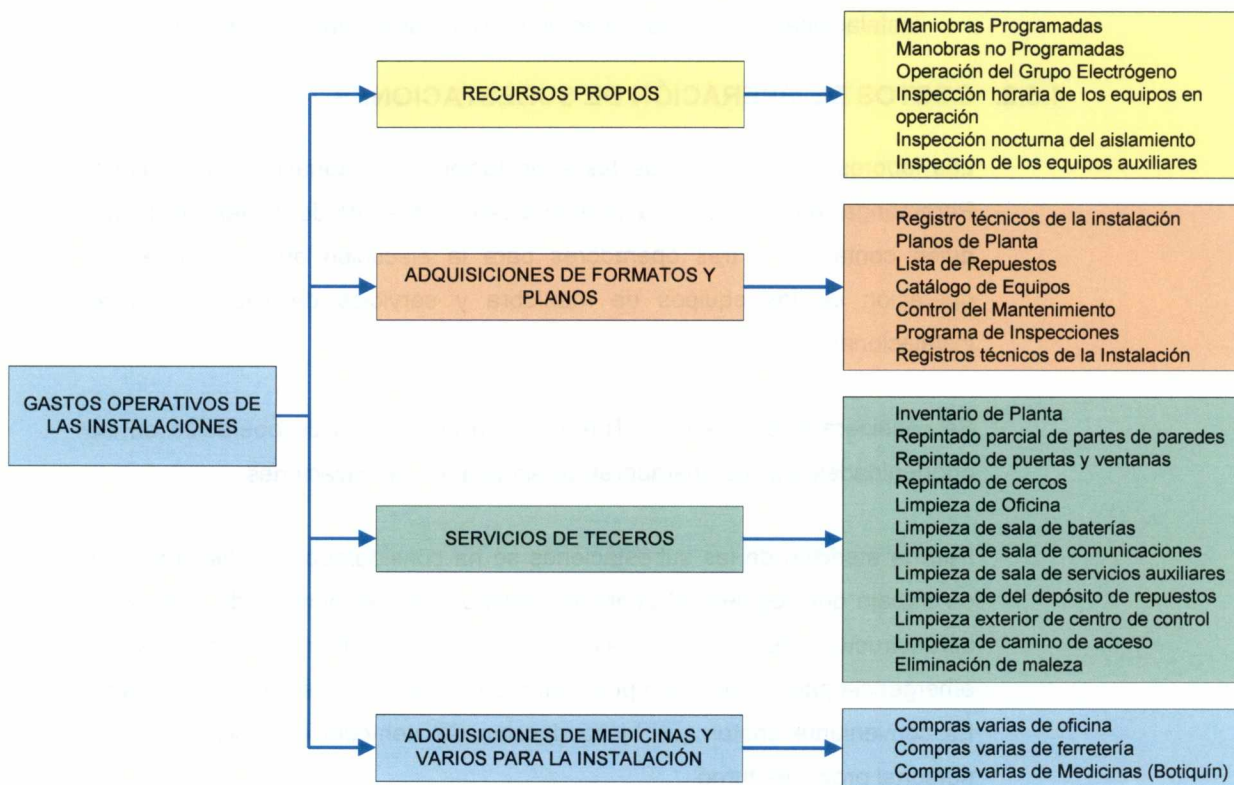 GASTOS OPERATIVOS DE
LAS INSTALACIONES
RECURSOS PROPIOS
Maniobras Programadas
Manobras no Programadas
Operación del Grupo Electrógeno
Inspección horaria de los equipos en
operación
Inspección nocturna del aislamiento
Inspección de los equipos auxiliares
ADQUISICIONES DE FORMATOS Y
PLANOS
Registro técnicos de la instalación
Planos de Planta
Lista de Repuestos
Catálogo de Equipos
Control del Mantenimiento
Programa de Inspecciones
Registros técnicos de la Instalación
SERVICIOS DE TECEROS
Inventario de Planta
Repintado parcial de partes de paredes
Repintado de puertas y ventanas
Repintado de cercos
Limpieza de Oficina
Limpieza de sala de baterías
Limpieza de sala de comunicaciones
Limpieza de sala de servicios auxiliares
Limpieza de del depósito de repuestos
Limpieza exterior de centro de control
Limpieza de camino de acceso
Eliminación de maleza
ADQUISIONES DE MEDICINAS Y
VARIOS PARA LA INSTALACIÓN
Compras varias de oficina
Compras varias de ferretería
Compras varias de Medicinas (Botiquín)